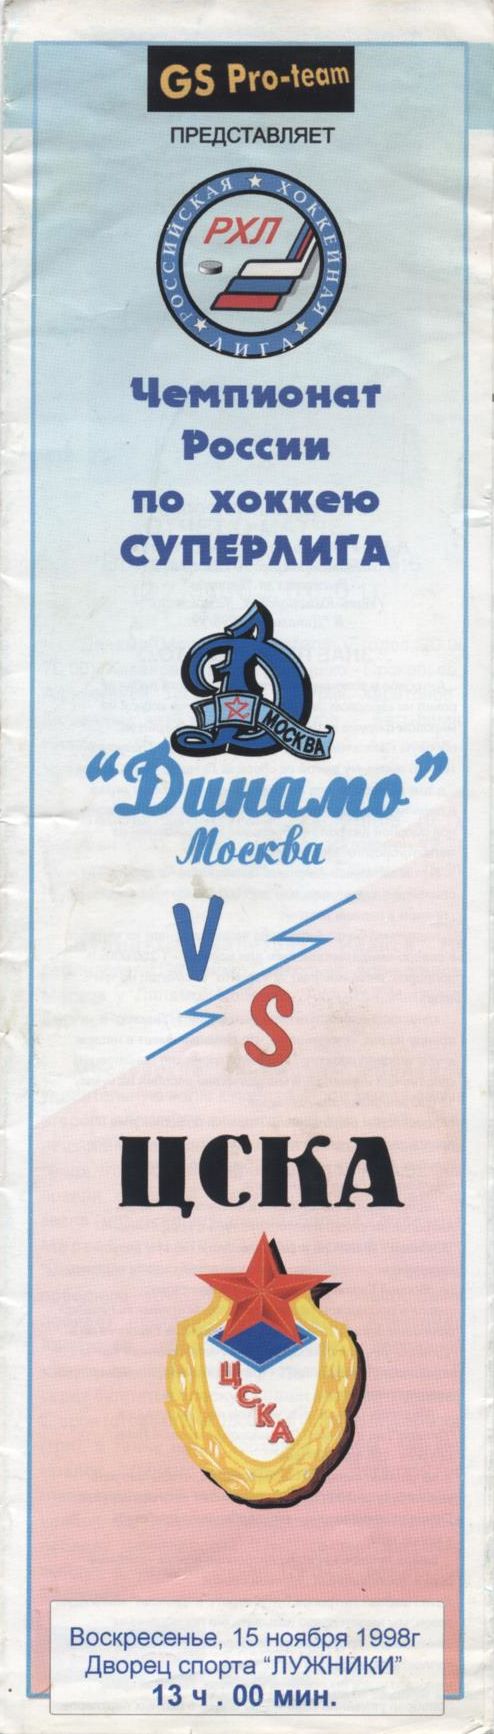 GS Pro-team
ПРЕДСТАВЛЯЕТ
РОССИЙСКАЯ ★ ХОККЕЙНАЯ ★ ЛИГА ★
РХЛ
Чемпионат
России
по хоккею
СУПЕРЛИГА
МОСКВА
"Динамо"
Москва
V
S
ЦСКА
ЦСКА
Воскресенье, 15 ноября 1998г
Дворец спорта "ЛУЖНИКИ"
13 ч . 00 мин.